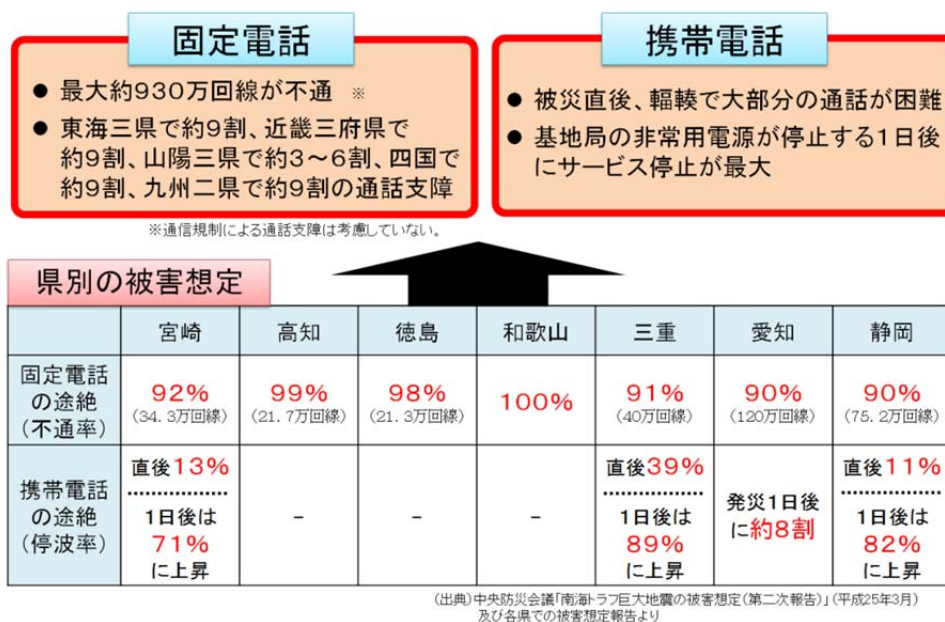 固定電話
● 最大約930万回線が不通 ※
● 東海三県で約9割、近畿三府県で
約9割、山陽三県で約3～6割、四国で
約9割、九州二県で約9割の通話支障
※通信規制による通話支障は考慮していない。
携帯電話
● 被災直後、輻輳で大部分の通話が困難
● 基地局の非常用電源が停止する1日後
にサービス停止が最大
県別の被害想定
宮崎 高知 徳島 和歌山 三重 愛知 静岡
固定電話
の途絶
(不通率)
92% 99% 98% 100% 91% 90% 90%
(34.3万回線) (21.7万回線) (21.3万回線) (40万回線) (120万回線) (75.2万回線)
携帯電話
の途絶
(停波率)
直後13%
1日後は
71%
に上昇
－
－
－
直後39%
1日後は
89%
に上昇
発災1日後
に約8割
直後11%
1日後は
82%
に上昇
(出典)中央防災会議「南海トラフ巨大地震の被害想定(第二次報告)」(平成25年3月)
及び各県での被害想定報告より